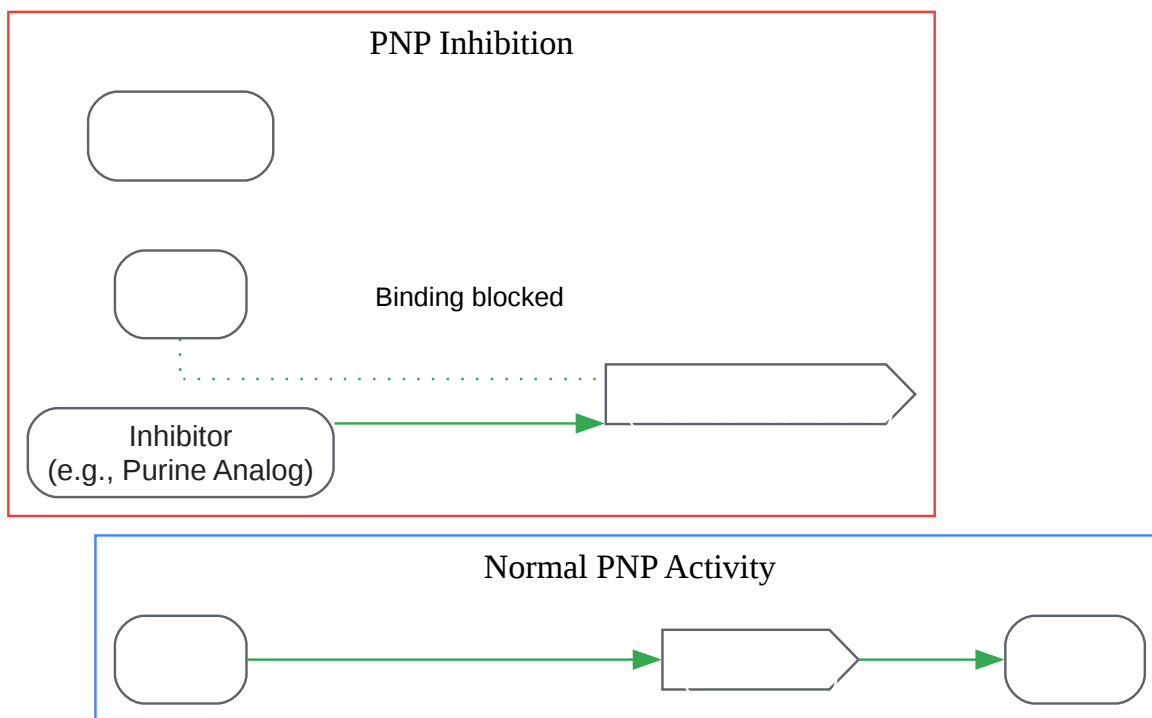 PNP Inhibition
Binding blocked
Inhibitor
(e.g., Purine Analog)
Normal PNP Activity